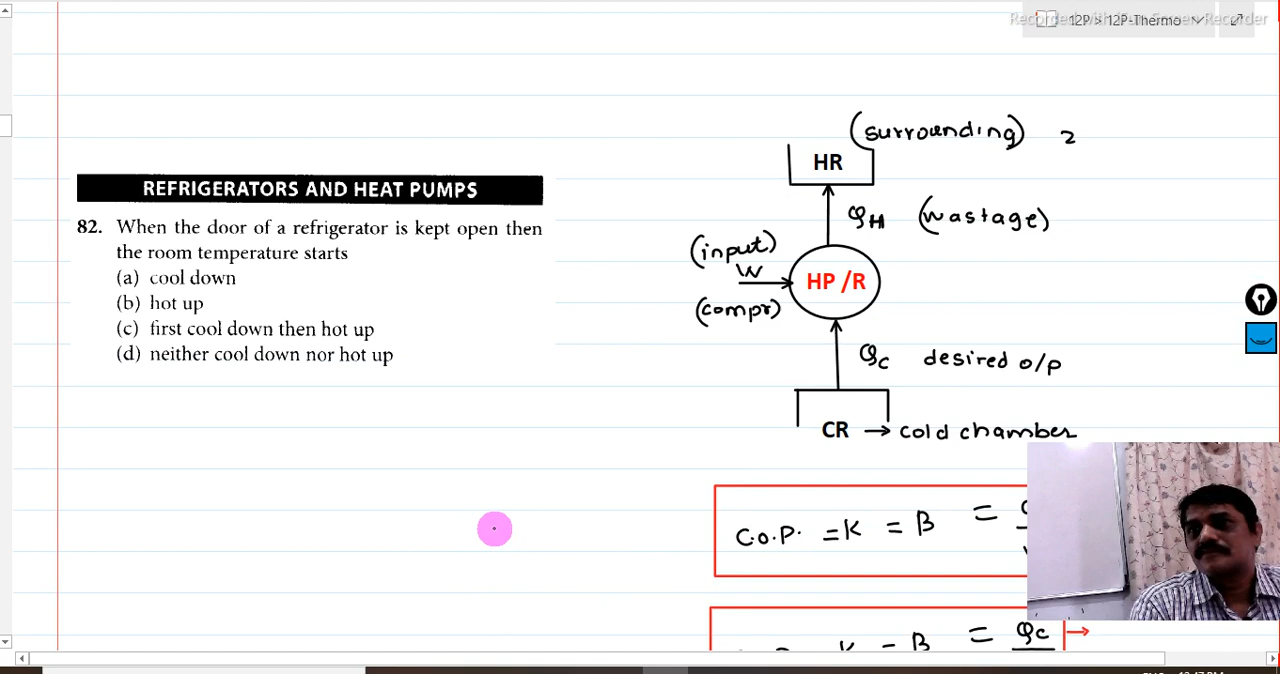 12P > 12P-Thermo
(surrounding) 2
HR
QH (wastage)
REFRIGERATORS AND HEAT PUMPS
82. When the door of a refrigerator is kept open then
the room temperature starts
(a) cool down
(b) hot up
(c) first cool down then hot up
(d) neither cool down nor hot up
(input)
W
HP /R
(compr)
Qc desired o/p
CR → cold chamber
C.O.P. = K = B =
K = B = Qc →